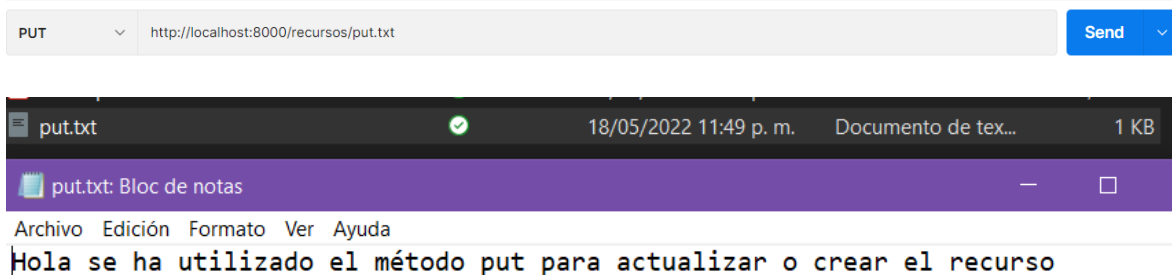 PUT http://localhost:8000/recursos/put.txt Send
put.txt 18/05/2022 11:49 p. m. Documento de tex... 1 KB
put.txt: Bloc de notas
Archivo Edición Formato Ver Ayuda
Hola se ha utilizado el método put para actualizar o crear el recurso